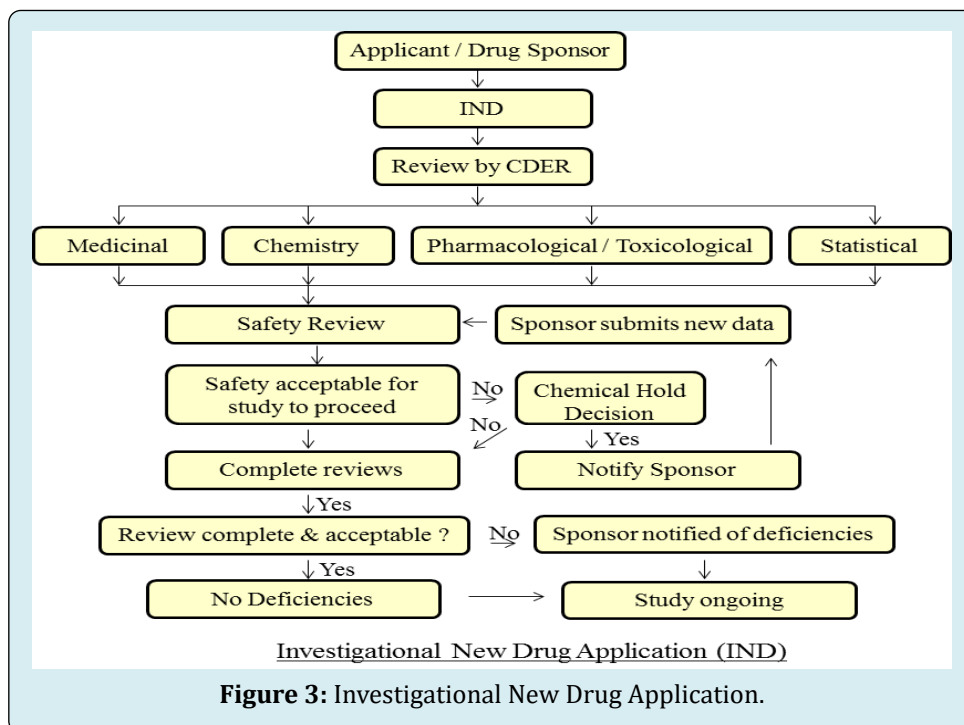 Applicant / Drug Sponsor
IND
Review by CDER
Medicinal
Chemistry
Pharmacological / Toxicological
Statistical
Safety Review
Sponsor submits new data
Safety acceptable for
study to proceed
No
Chemical Hold
Decision
No
Yes
Complete reviews
Notify Sponsor
Yes
Review complete & acceptable ?
No
Sponsor notified of deficiencies
Yes
No Deficiencies
Study ongoing
Investigational New Drug Application (IND)
Figure 3: Investigational New Drug Application.